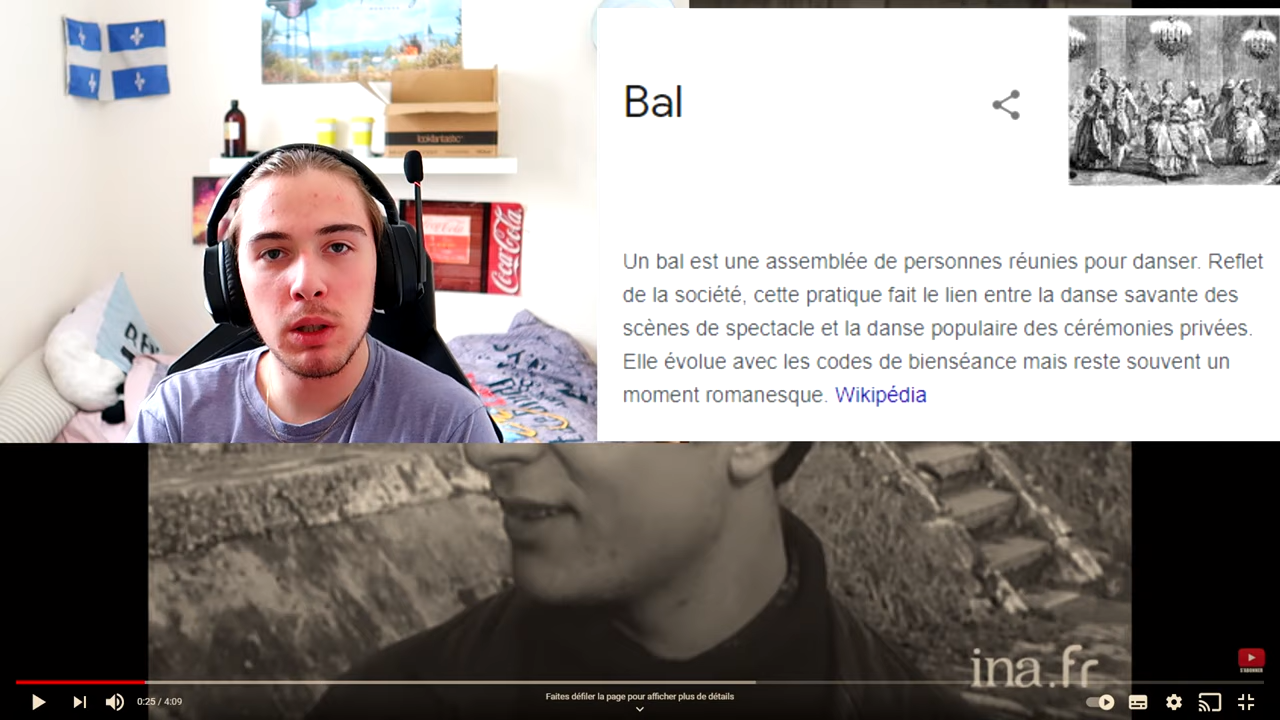 Bal
Un bal est une assemblée de personnes réunies pour danser. Reflet
de la société, cette pratique fait le lien entre la danse savante des
scènes de spectacle et la danse populaire des cérémonies privées.
Elle évolue avec les codes de bienséance mais reste souvent un
moment romanesque. Wikipédia
lookfantastic
Coca-Cola
Coca-Cola
ina.fr
S'ABONNER
0:25 / 4:09
Faites défiler la page pour afficher plus de détails